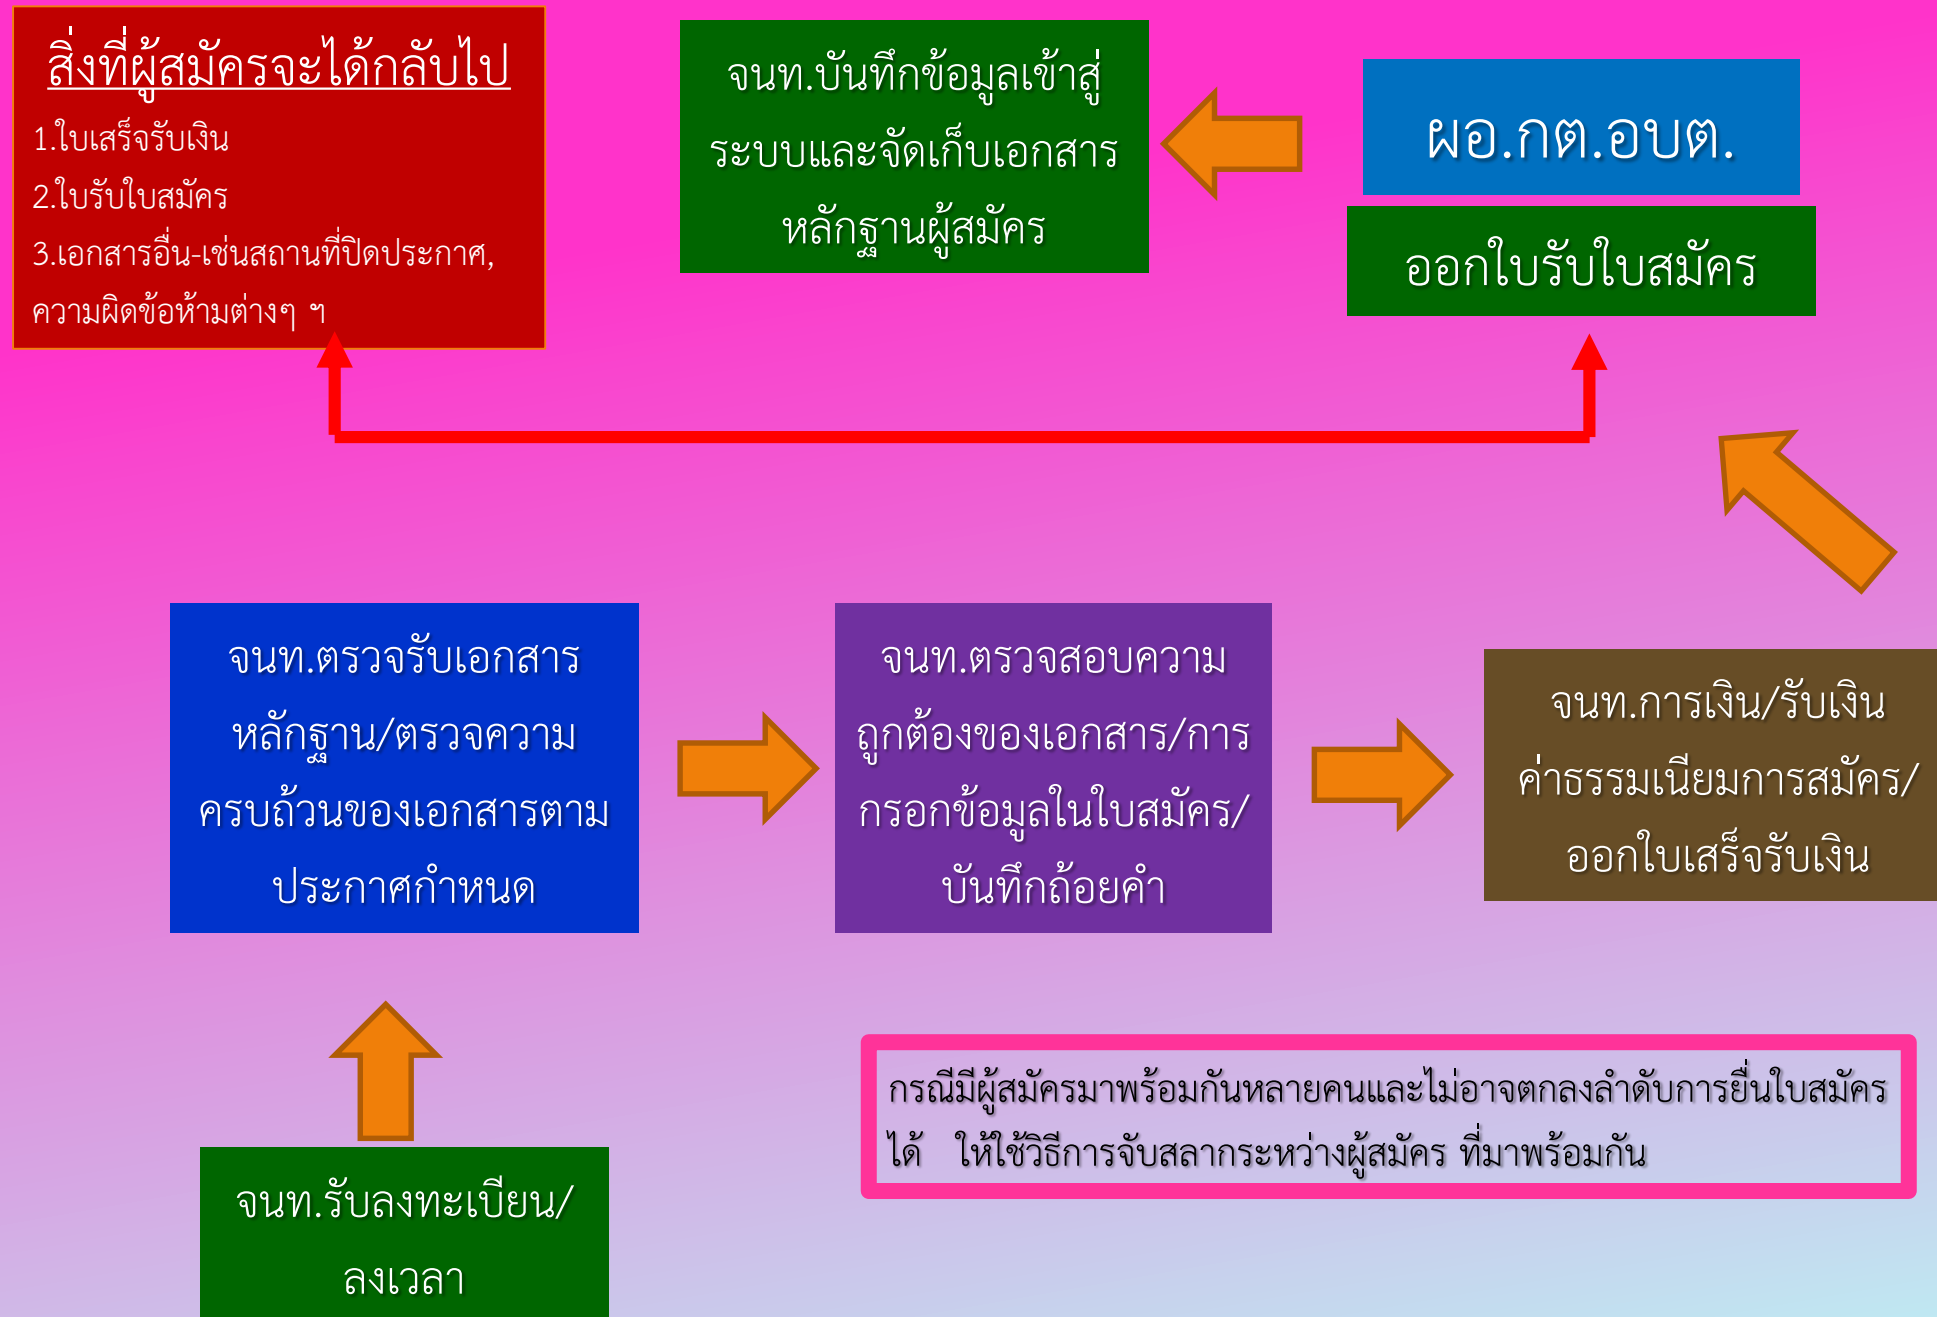 สิ่งที่ผู้สมัครจะได้กลับไป
1.ใบเสร็จรับเงิน
2.ใบรับใบสมัคร
3.เอกสารอื่น-เช่นสถานที่ปิดประกาศ,
ความผิดข้อห้ามต่างๆ ฯ
จนท.บันทึกข้อมูลเข้าสู่
ระบบและจัดเก็บเอกสาร
หลักฐานผู้สมัคร
ผอ.กต.อบต.
ออกใบรับใบสมัคร
จนท.ตรวจรับเอกสาร
หลักฐาน/ตรวจความ
ครบถ้วนของเอกสารตาม
ประกาศกำหนด
จนท.ตรวจสอบความ
ถูกต้องของเอกสาร/การ
กรอกข้อมูลในใบสมัคร/
บันทึกถ้อยคำ
จนท.การเงิน/รับเงิน
ค่าธรรมเนียมการสมัคร/
ออกใบเสร็จรับเงิน
กรณีมีผู้สมัครมาพร้อมกันหลายคนและไม่อาจตกลงลำดับการยื่นใบสมัคร
ได้ ให้ใช้วิธีการจับสลากระหว่างผู้สมัคร ที่มาพร้อมกัน
จนท.รับลงทะเบียน/
ลงเวลา